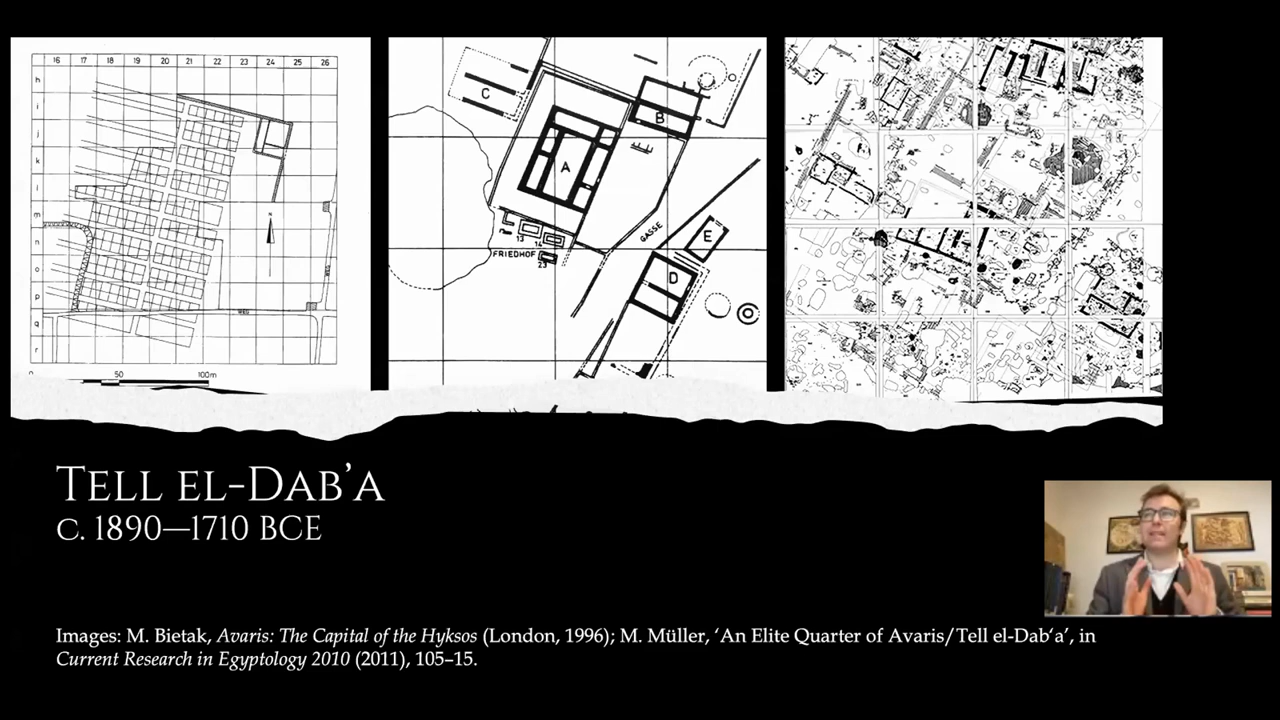 16 17 18 19 20 21 22 23 24 25 26
h
i
j
k
l
m
n
o
p
q
r
N
WEG
50 100m
C
B
A
E
GASSE
FRIEDHOF
13
14
23
D
TELL EL-DAB’A
C. 1890—1710 BCE
Images: M. Bietak, Avaris: The Capital of the Hyksos (London, 1996); M. Müller, ‘An Elite Quarter of Avaris/Tell el-Dab‘a’, in
Current Research in Egyptology 2010 (2011), 105–15.